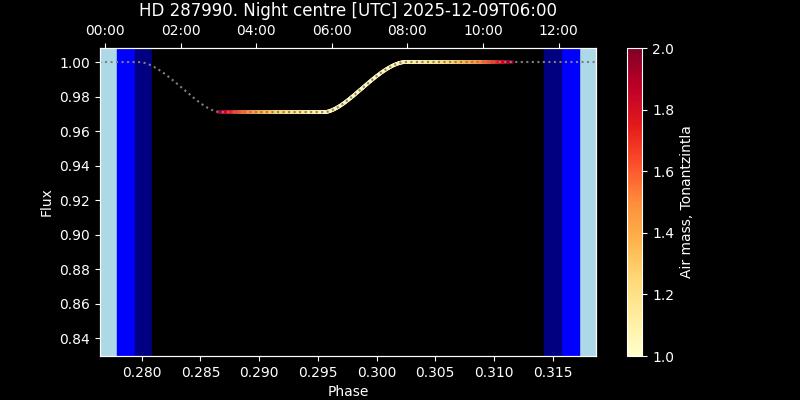 HD 287990. Night centre [UTC] 2025-12-09T06:00
00:00 02:00 04:00 06:00 08:00 10:00 12:00
1.00
0.98
0.96
0.94
0.92
0.90
0.88
0.86
0.84
Flux
0.280 0.285 0.290 0.295 0.300 0.305 0.310 0.315
Phase
2.0
1.8
1.6
1.4
1.2
1.0
Air mass, Tonantzintla